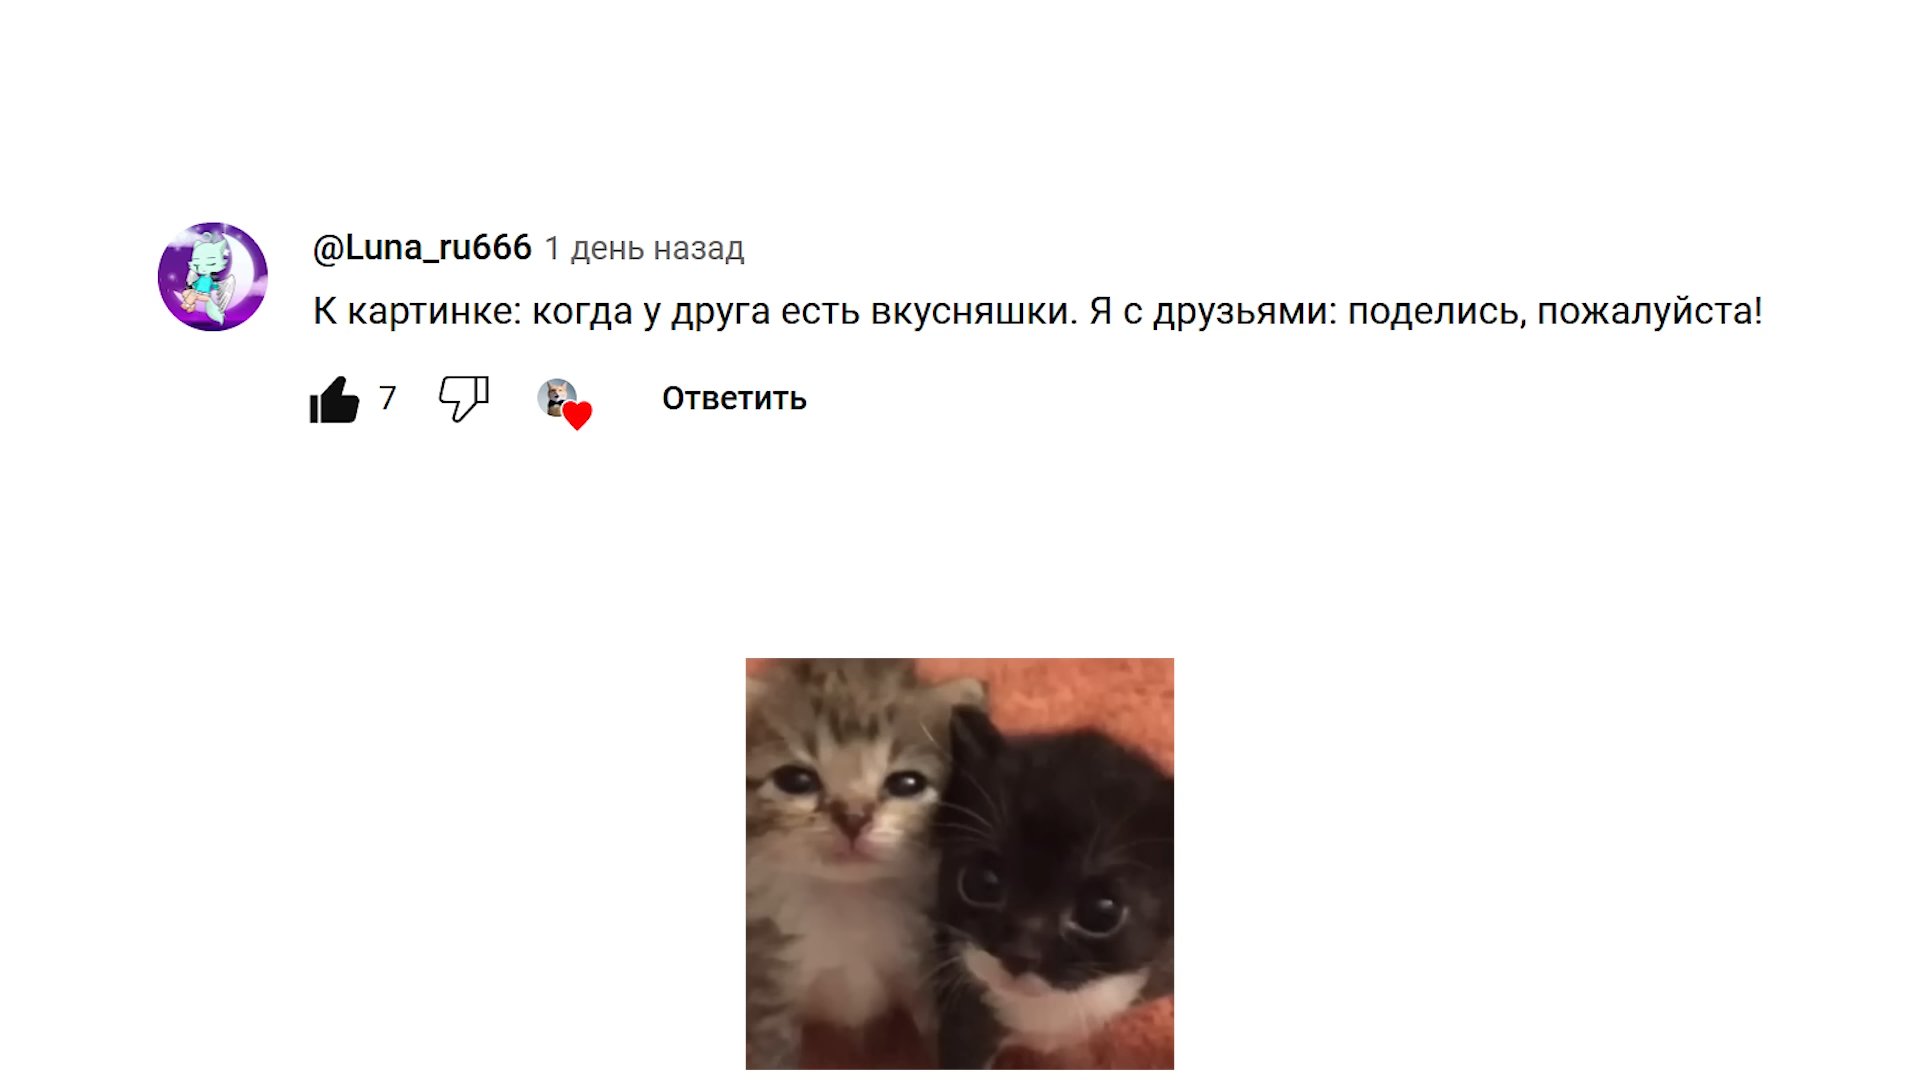 @Luna_ru666 1 день назад
К картинке: когда у друга есть вкусняшки. Я с друзьями: поделись, пожалуйста!
7 Ответить